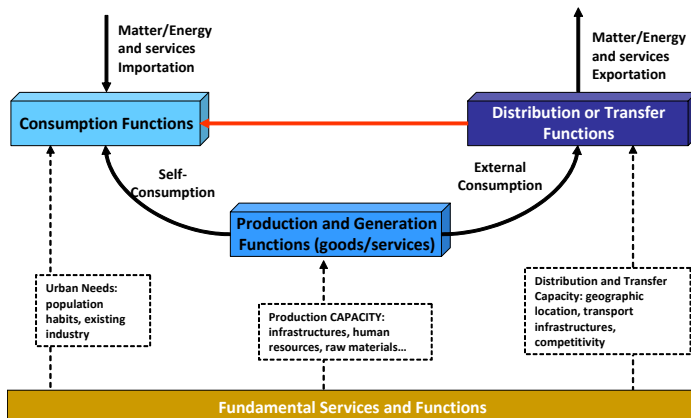 Matter/Energy
and services
Importation
Matter/Energy
and services
Exportation
Consumption Functions
Distribution or Transfer
Functions
Self-
Consumption
External
Consumption
Production and Generation
Functions (goods/services)
Urban Needs:
population
habits, existing
industry
Production CAPACITY:
infrastructures, human
resources, raw materials...
Distribution and Transfer
Capacity: geographic
location, transport
infrastructures,
competitivity
Fundamental Services and Functions